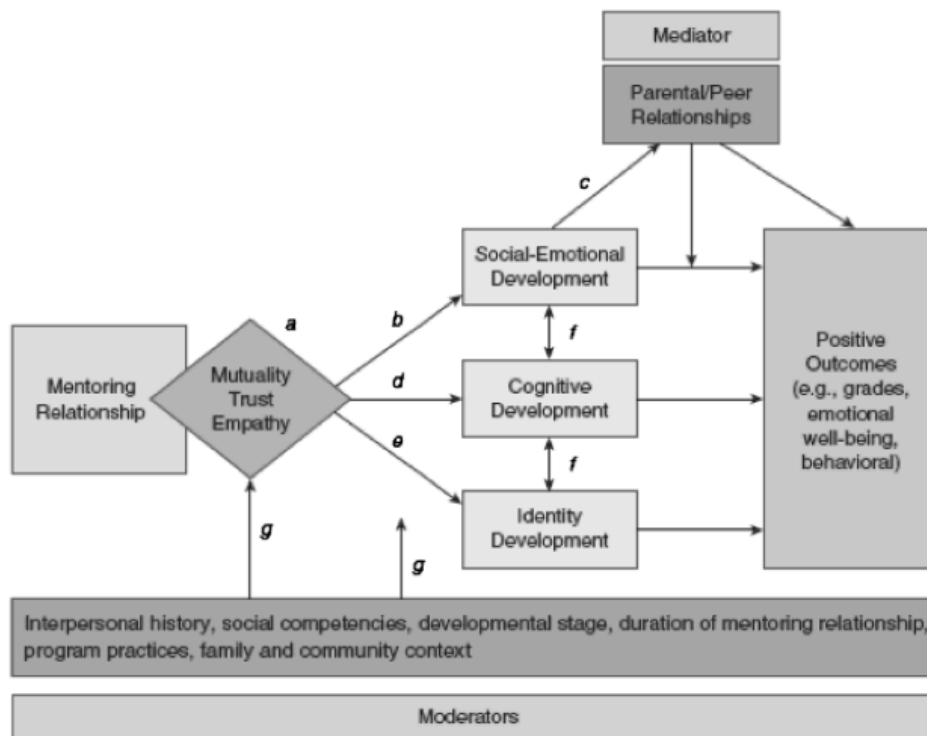 Mediator
Parental/Peer
Relationships
c
Social-Emotional
Development
a
b
f
Mentoring
Relationship
Mutuality
Trust
Empathy
d
Cognitive
Development
Positive
Outcomes
(e.g., grades,
emotional
well-being,
behavioral)
e
f
Identity
Development
g
g
Interpersonal history, social competencies, developmental stage, duration of mentoring relationship,
program practices, family and community context
Moderators